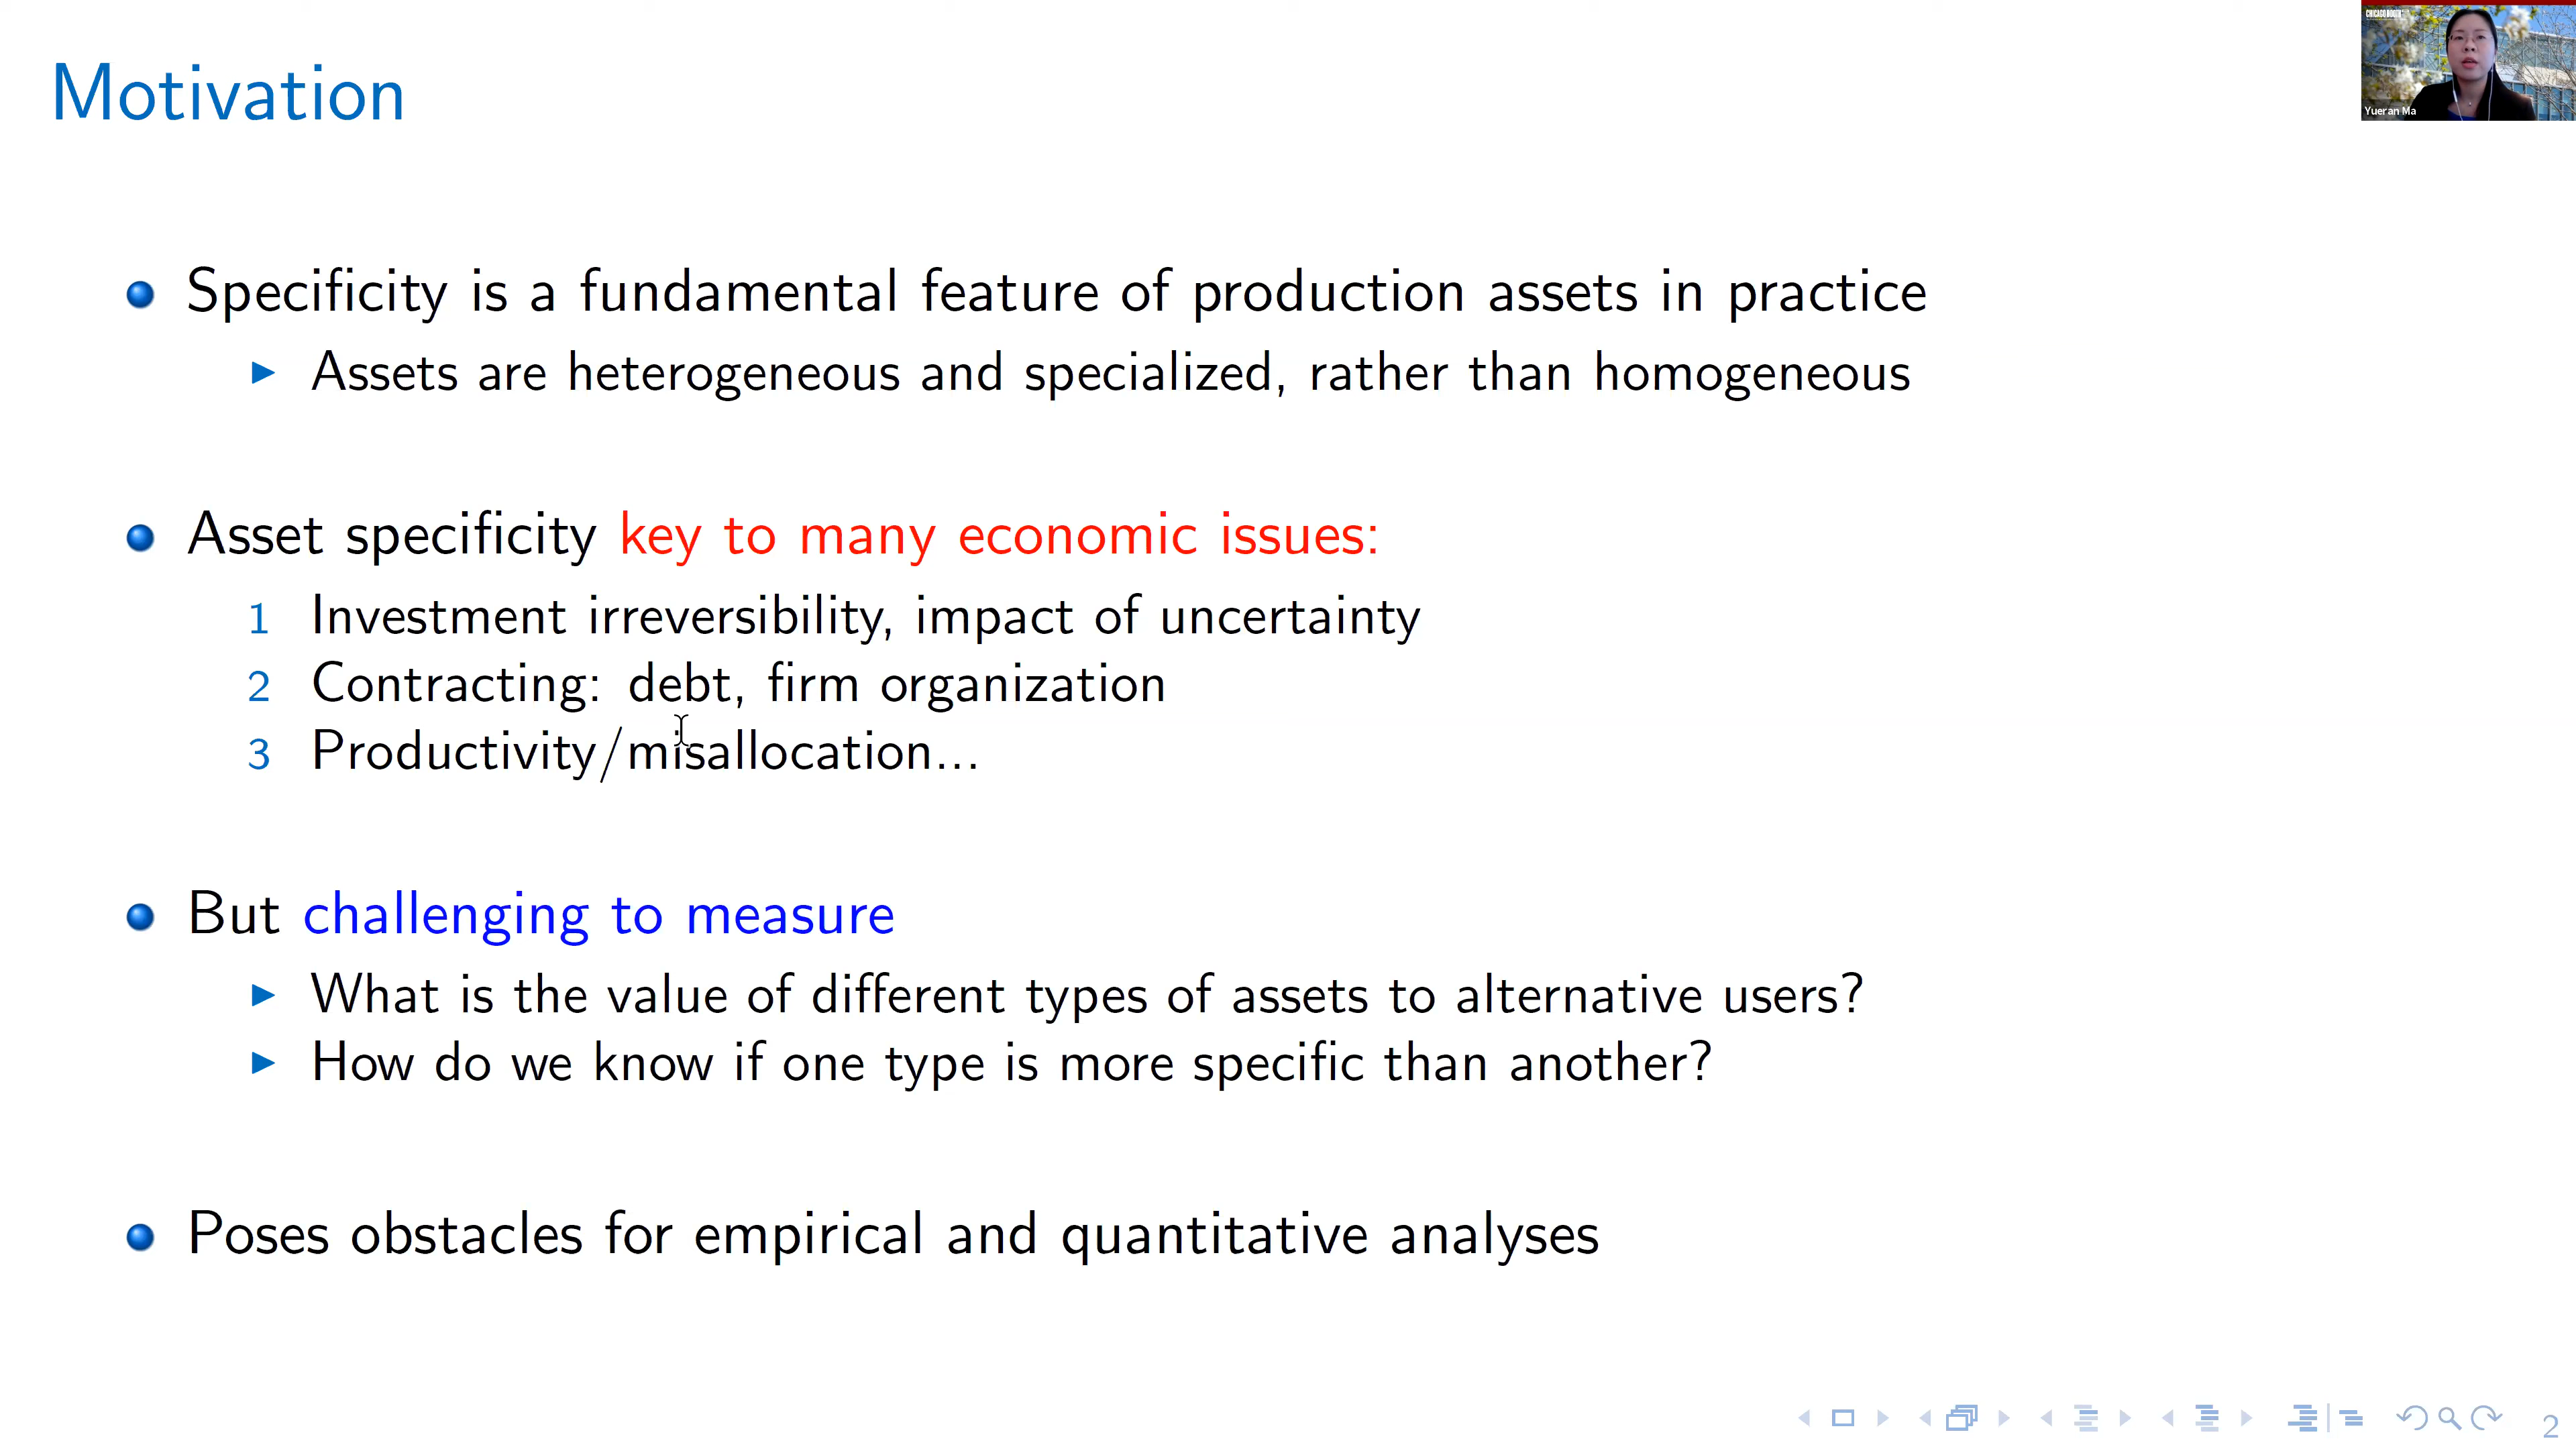 Motivation
CHICAGO BOOTH
Yueran Ma
Specificity is a fundamental feature of production assets in practice
Assets are heterogeneous and specialized, rather than homogeneous
Asset specificity key to many economic issues:
1 Investment irreversibility, impact of uncertainty
2 Contracting: debt, firm organization
3 Productivity/misallocation...
But challenging to measure
What is the value of different types of assets to alternative users?
How do we know if one type is more specific than another?
Poses obstacles for empirical and quantitative analyses
2